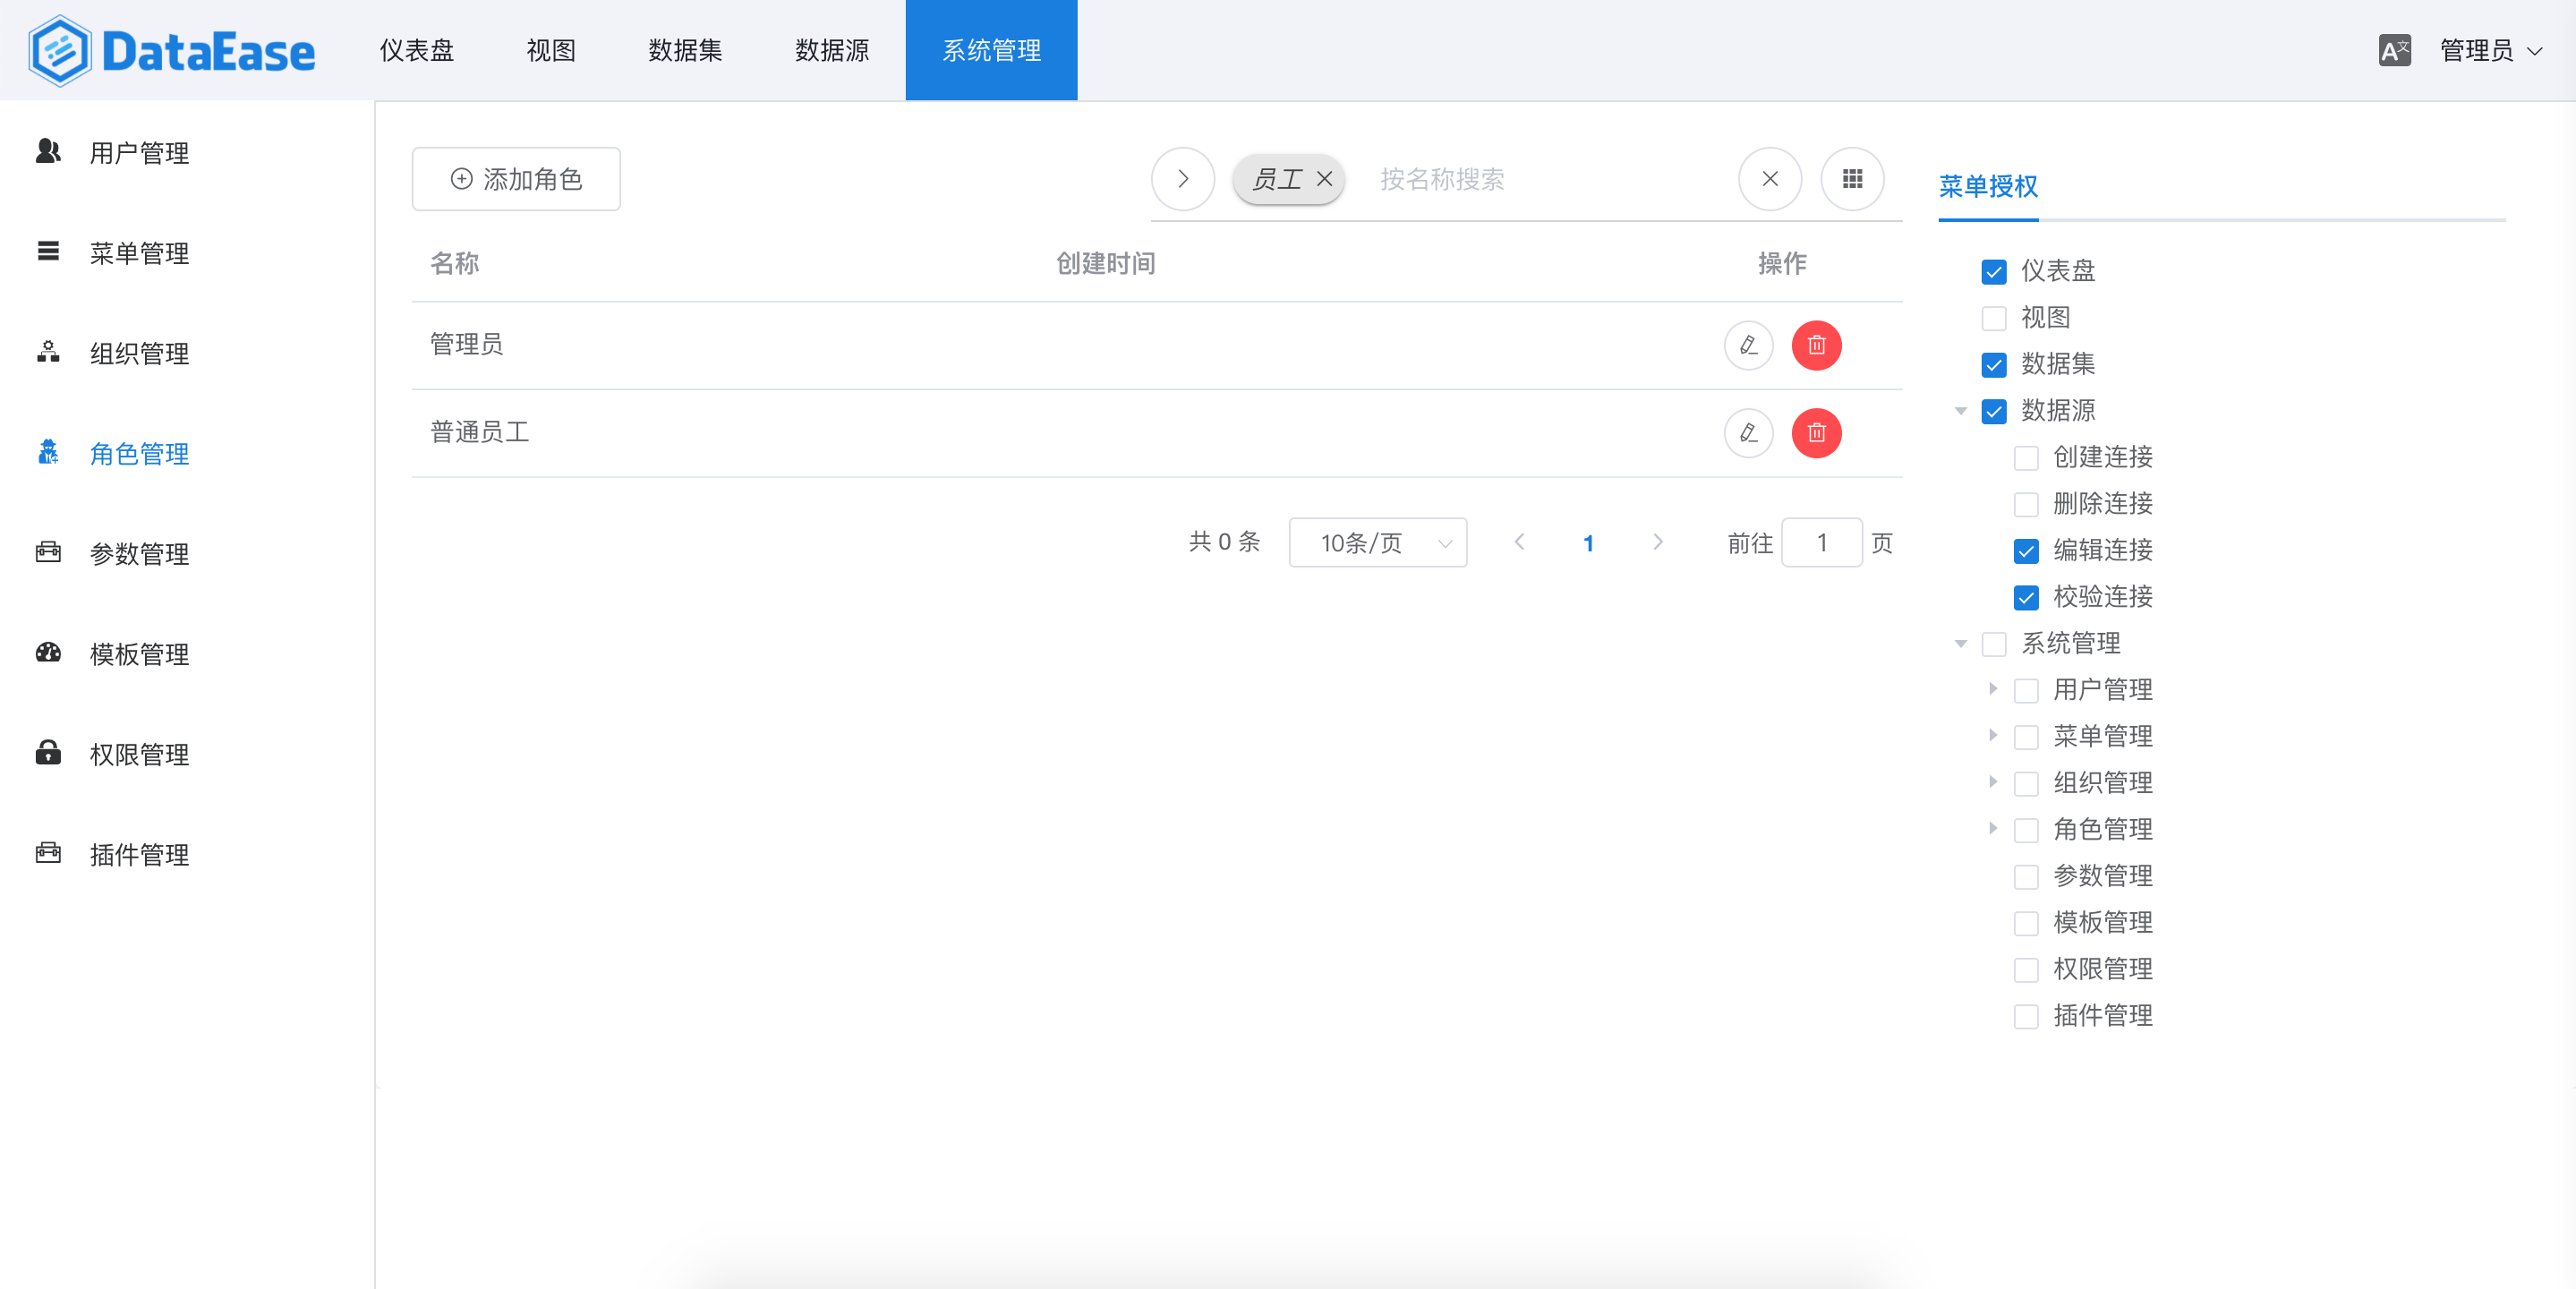 DataEase 仪表盘 视图 数据集 数据源 系统管理 A文 管理员
用户管理
菜单管理
组织管理
角色管理
参数管理
模板管理
权限管理
插件管理
添加角色 员工 按名称搜索
名称 创建时间 操作
管理员
普通员工
共 0 条 10条/页 1 前往 1 页
菜单授权
仪表盘
视图
数据集
数据源
创建连接
删除连接
编辑连接
校验连接
系统管理
用户管理
菜单管理
组织管理
角色管理
参数管理
模板管理
权限管理
插件管理